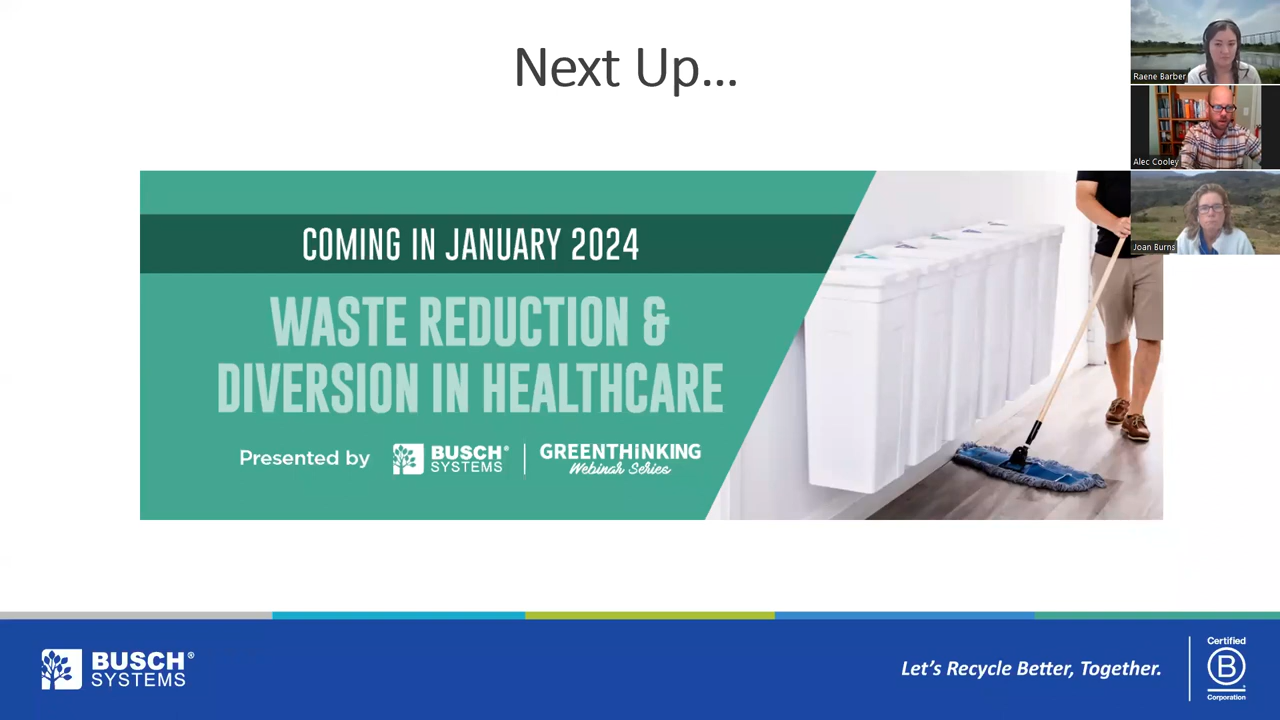 Next Up...
Raene Barber
Alec Cooley
Joan Burns
COMING IN JANUARY 2024
WASTE REDUCTION &
DIVERSION IN HEALTHCARE
Presented by
BUSCH®
SYSTEMS
GREENTHiNKING
Webinar Series
BUSCH®
SYSTEMS
Let's Recycle Better, Together.
Certified
B
Corporation